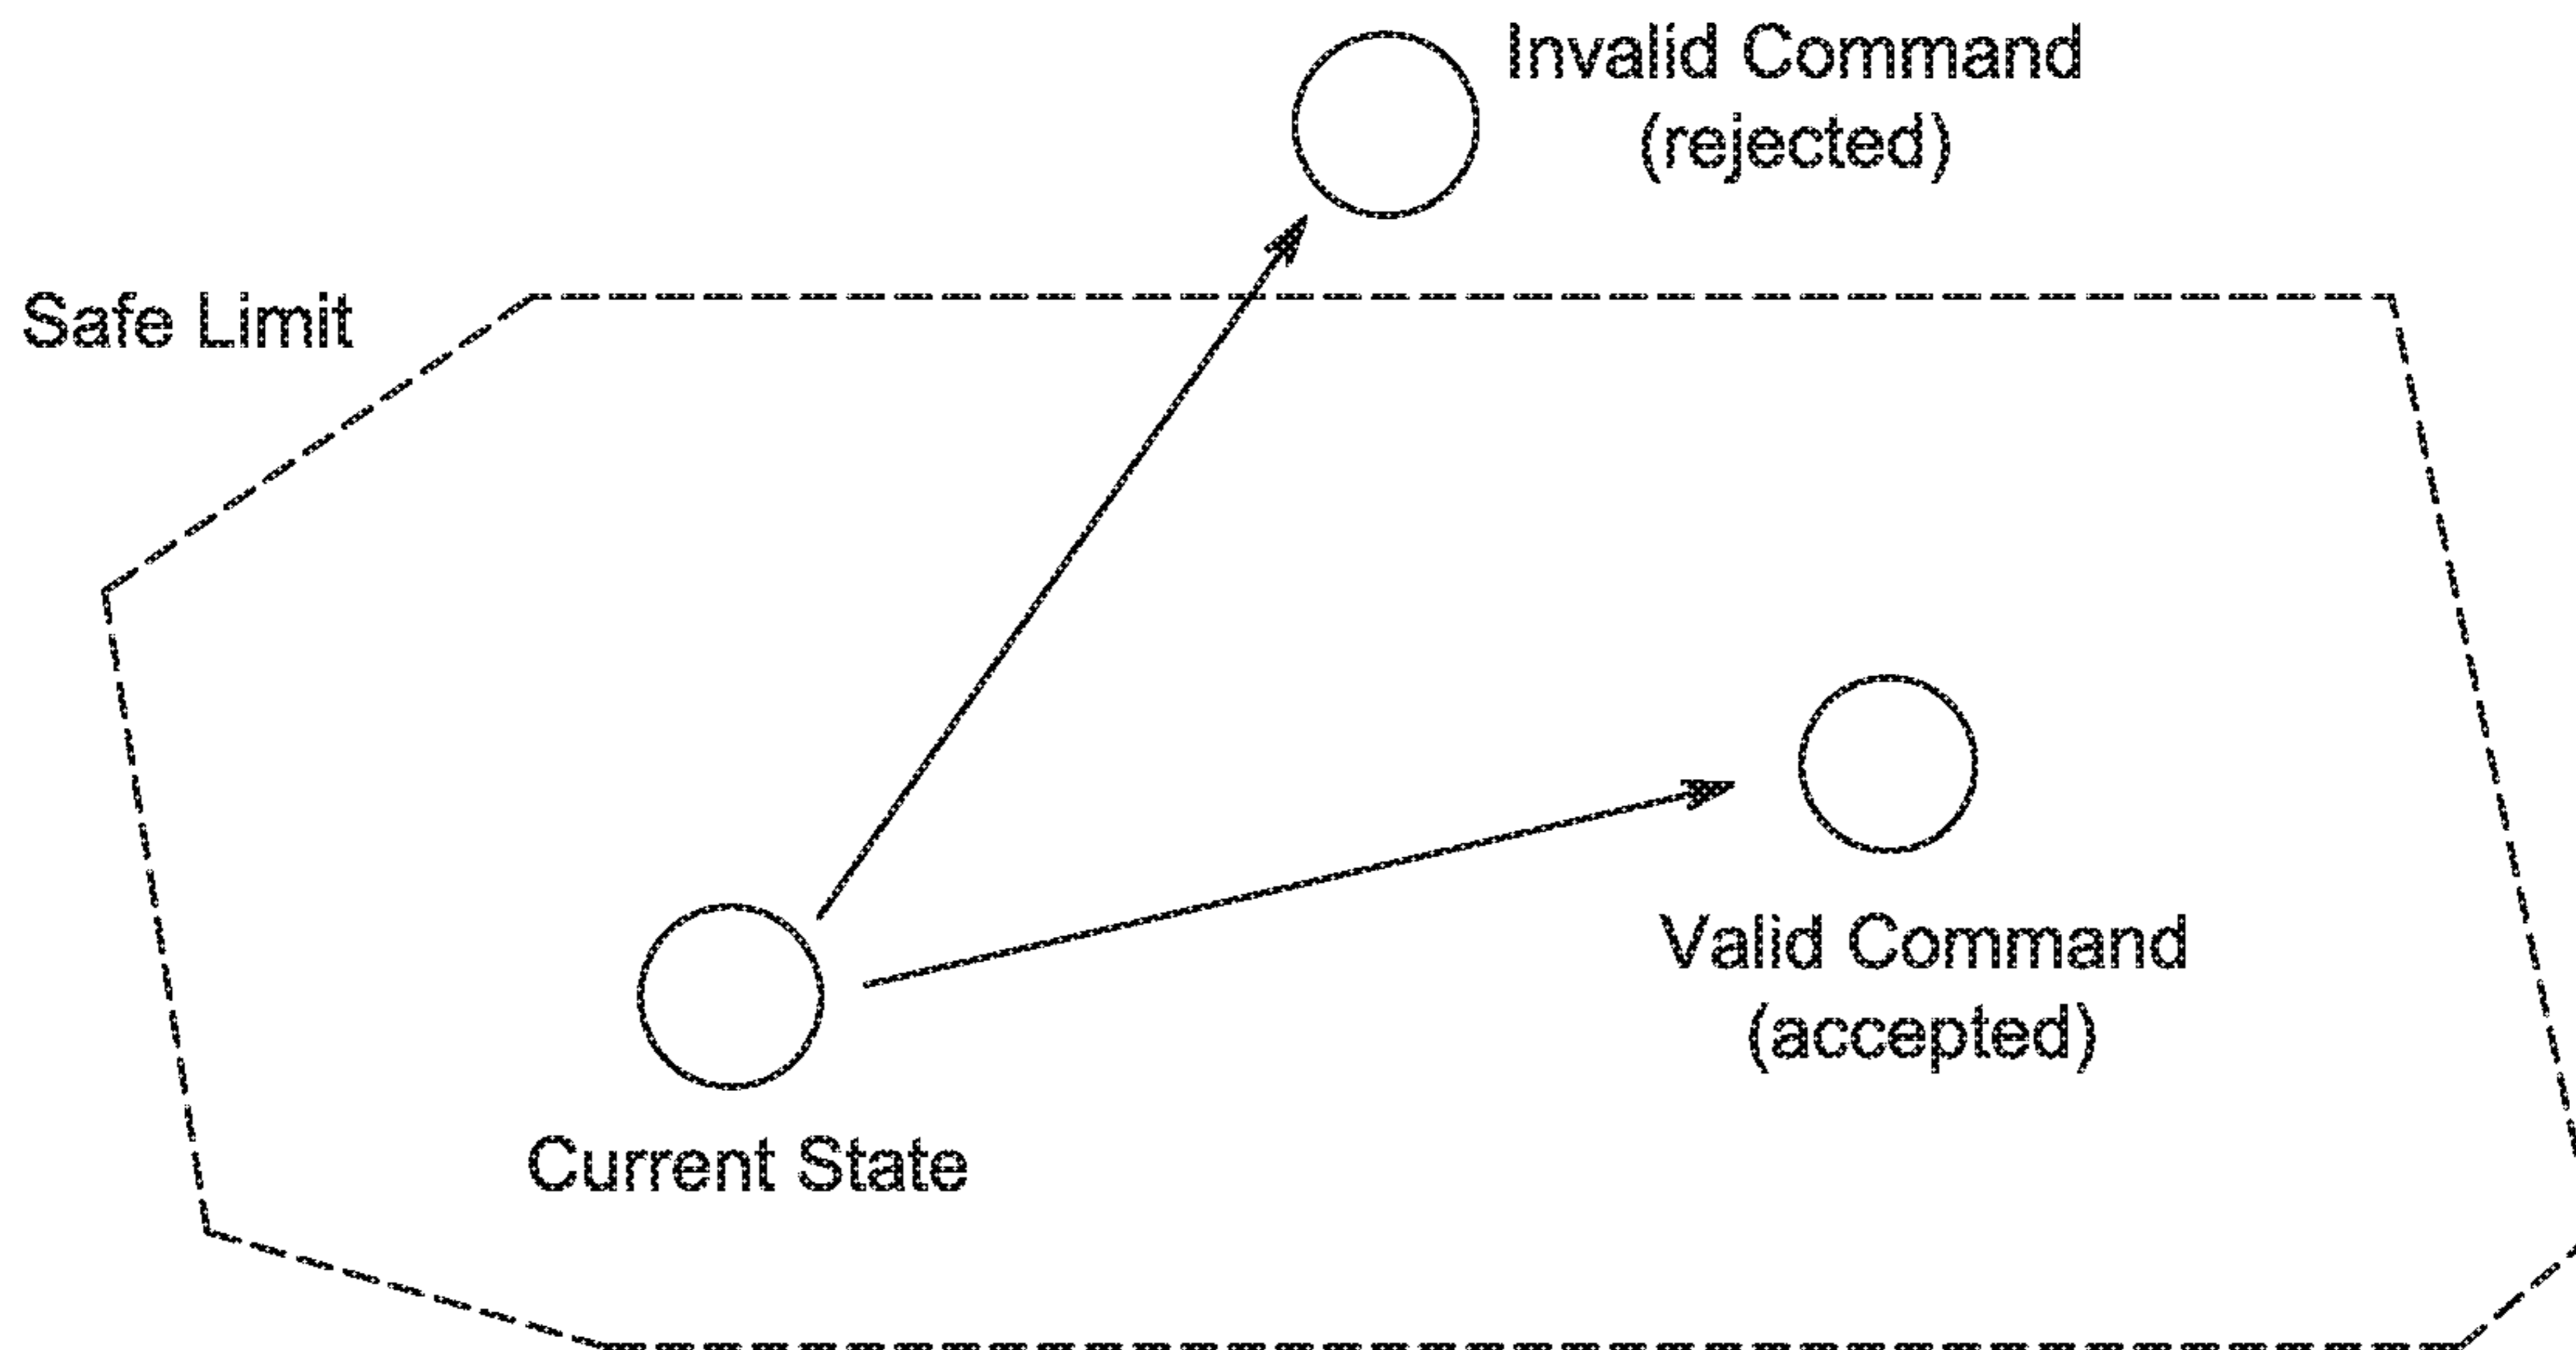 Invalid Command
(rejected)
Safe Limit
Valid Command
(accepted)
Current State